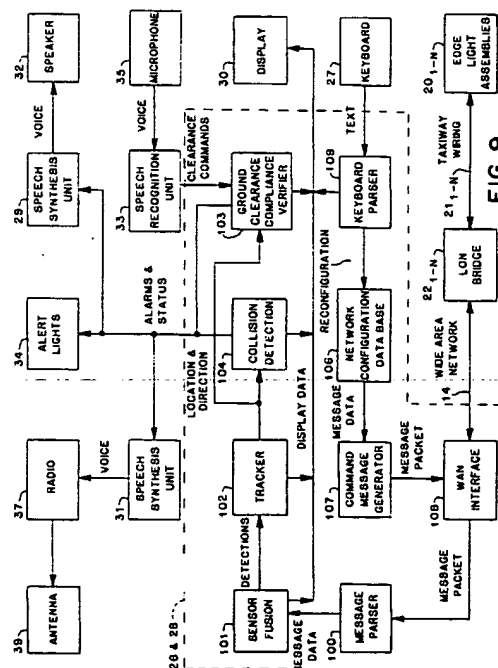 39
ANTENNA
37
RADIO
34
ALERT
LIGHTS
29
SPEECH
SYNTHESIS
UNIT
VOICE
32
SPEAKER
VOICE
31
SPEECH
SYNTHESIS
UNIT
ALARMS &
STATUS
33
SPEECH
RECOGNITION
UNIT
VOICE
35
MICROPHONE
26 & 28
LOCATION &
DIRECTION
CLEARANCE
COMMANDS
101
SENSOR
FUSION
DETECTIONS
102
TRACKER
104
COLLISION
DETECTION
103
GROUND
CLEARANCE
COMPLIANCE
VERIFIER
30
DISPLAY
DISPLAY DATA
MESSAGE
DATA
RECONFIGURATION
100
MESSAGE
PARSER
107
COMMAND
MESSAGE
GENERATOR
MESSAGE
DATA
106
NETWORK
CONFIGURATION
DATA BASE
109
KEYBOARD
PARSER
TEXT
27
KEYBOARD
MESSAGE
PACKET
MESSAGE PACKET
108
WAN
INTERFACE
WIDE AREA
NETWORK
14
22 1-N
LON
BRIDGE
TAXIWAY
WIRING
21 1-N
20 1-N
EDGE
LIGHT
ASSEMBLIES
FIG. 9